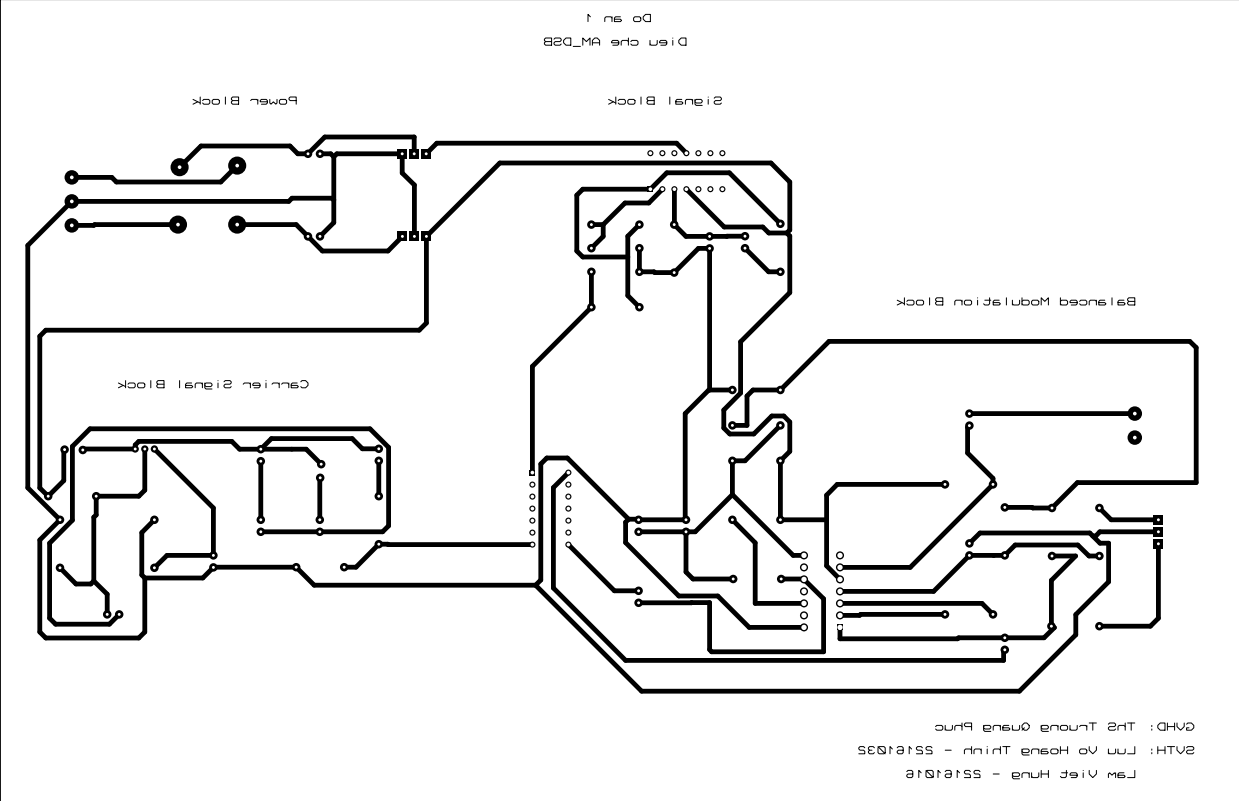 Do an 1
Dieu che AM_DSB
Power Block
Signal Block
Balanced Modulation Block
Carrier Signal Block
GVHD: ThS Truong Quang Phuc
SVTH: Luu Vo Hoang Thinh - 22161032
Lam Viet Hung - 22161016